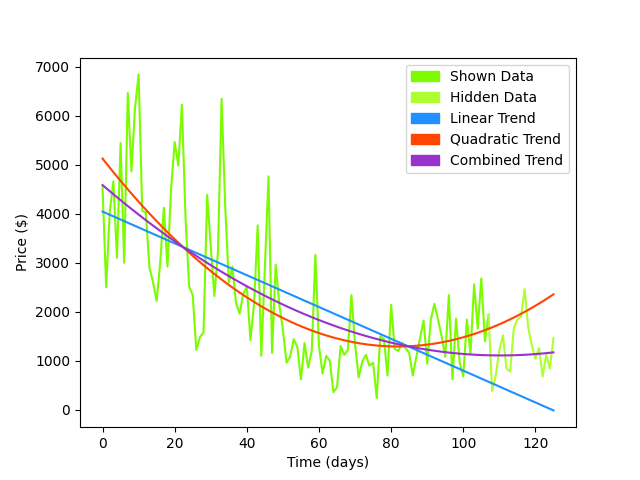 7000
6000
5000
4000
3000
2000
1000
0
Price ($)
0 20 40 60 80 100 120
Time (days)
Shown Data
Hidden Data
Linear Trend
Quadratic Trend
Combined Trend